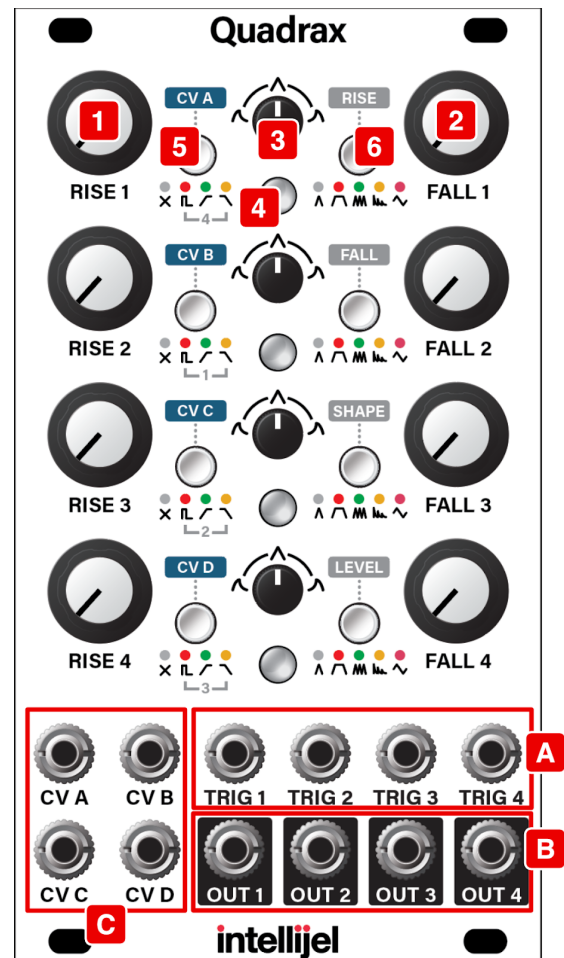 Quadrax
CV A RISE
1 3 2
5 6
RISE 1 4 FALL 1
4
CV B FALL
RISE 2 FALL 2
1
CV C SHAPE
RISE 3 FALL 3
2
CV D LEVEL
RISE 4 FALL 4
3
A
CV A CV B TRIG 1 TRIG 2 TRIG 3 TRIG 4
B
CV C CV D OUT 1 OUT 2 OUT 3 OUT 4
C
intellijel